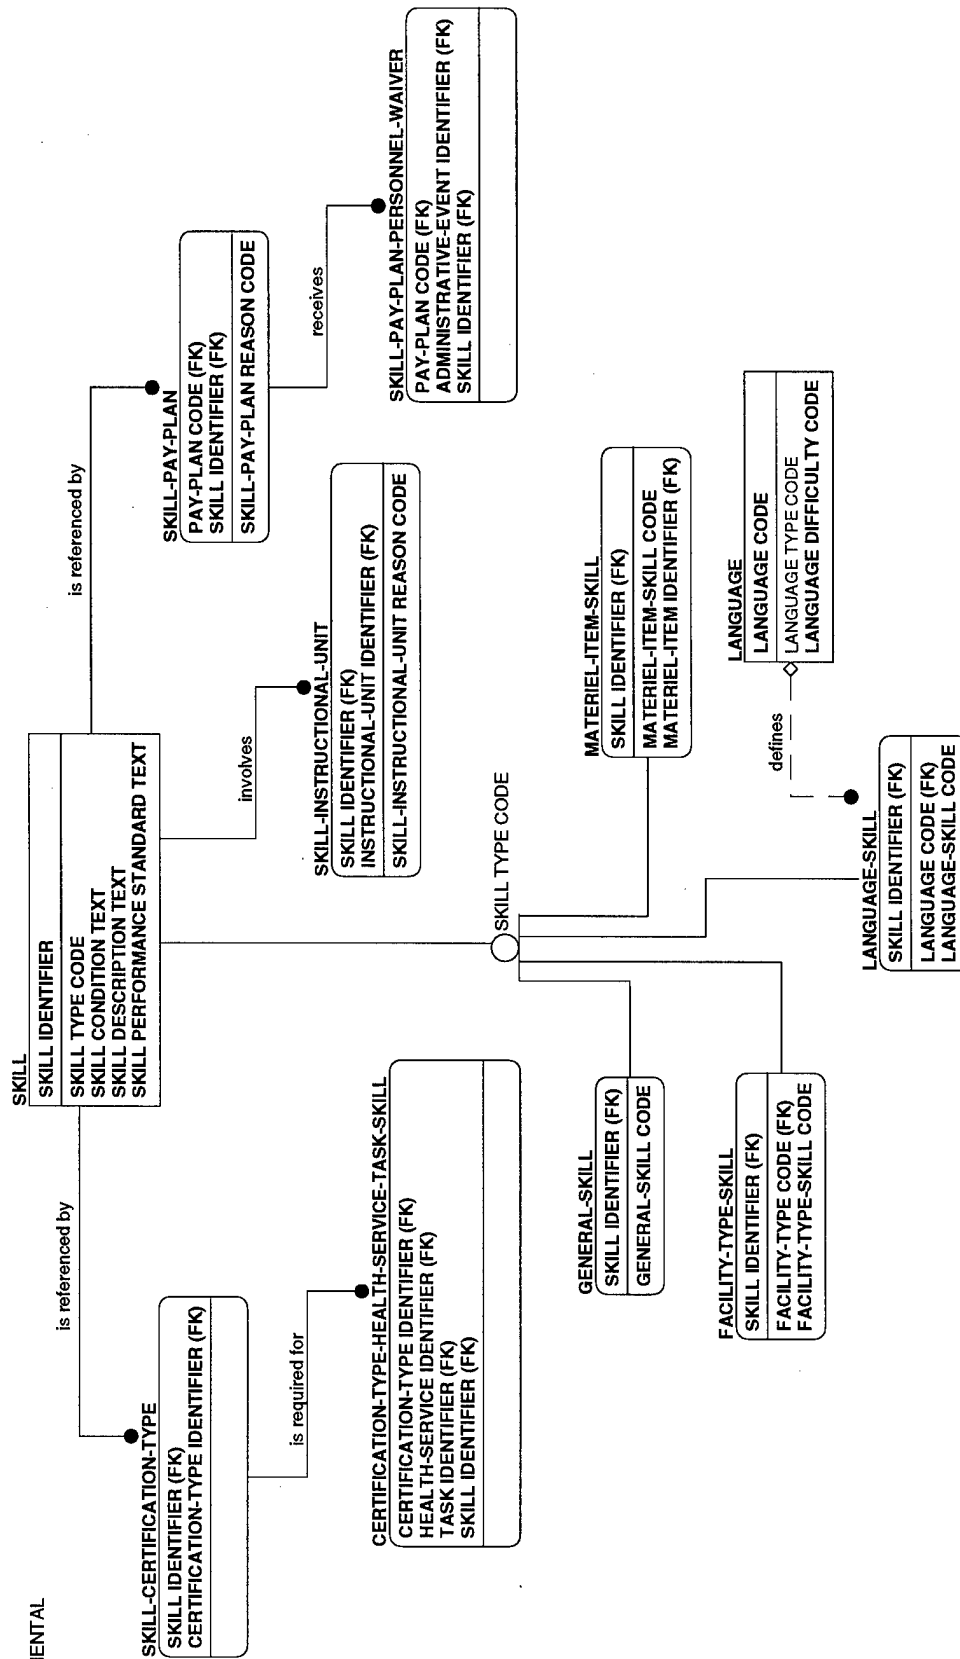 MENTAL
SKILL
SKILL IDENTIFIER
SKILL TYPE CODE
SKILL CONDITION TEXT
SKILL DESCRIPTION TEXT
SKILL PERFORMANCE STANDARD TEXT
is referenced by
is referenced by
SKILL-CERTIFICATION-TYPE
SKILL IDENTIFIER (FK)
CERTIFICATION-TYPE IDENTIFIER (FK)
involves
SKILL-PAY-PLAN
PAY-PLAN CODE (FK)
SKILL IDENTIFIER (FK)
SKILL-PAY-PLAN REASON CODE
is required for
SKILL-INSTRUCTIONAL-UNIT
SKILL IDENTIFIER (FK)
INSTRUCTIONAL-UNIT IDENTIFIER (FK)
SKILL-INSTRUCTIONAL-UNIT REASON CODE
receives
CERTIFICATION-TYPE-HEALTH-SERVICE-TASK-SKILL
CERTIFICATION-TYPE IDENTIFIER (FK)
HEALTH-SERVICE IDENTIFIER (FK)
TASK IDENTIFIER (FK)
SKILL IDENTIFIER (FK)
SKILL-PAY-PLAN-PERSONNEL-WAIVER
PAY-PLAN CODE (FK)
ADMINISTRATIVE-EVENT IDENTIFIER (FK)
SKILL IDENTIFIER (FK)
SKILL TYPE CODE
GENERAL-SKILL
SKILL IDENTIFIER (FK)
GENERAL-SKILL CODE
MATERIEL-ITEM-SKILL
SKILL IDENTIFIER (FK)
MATERIEL-ITEM-SKILL CODE
MATERIEL-ITEM IDENTIFIER (FK)
FACILITY-TYPE-SKILL
SKILL IDENTIFIER (FK)
FACILITY-TYPE CODE (FK)
FACILITY-TYPE-SKILL CODE
LANGUAGE
LANGUAGE CODE
LANGUAGE TYPE CODE
LANGUAGE DIFFICULTY CODE
defines
LANGUAGE-SKILL
SKILL IDENTIFIER (FK)
LANGUAGE CODE (FK)
LANGUAGE-SKILL CODE